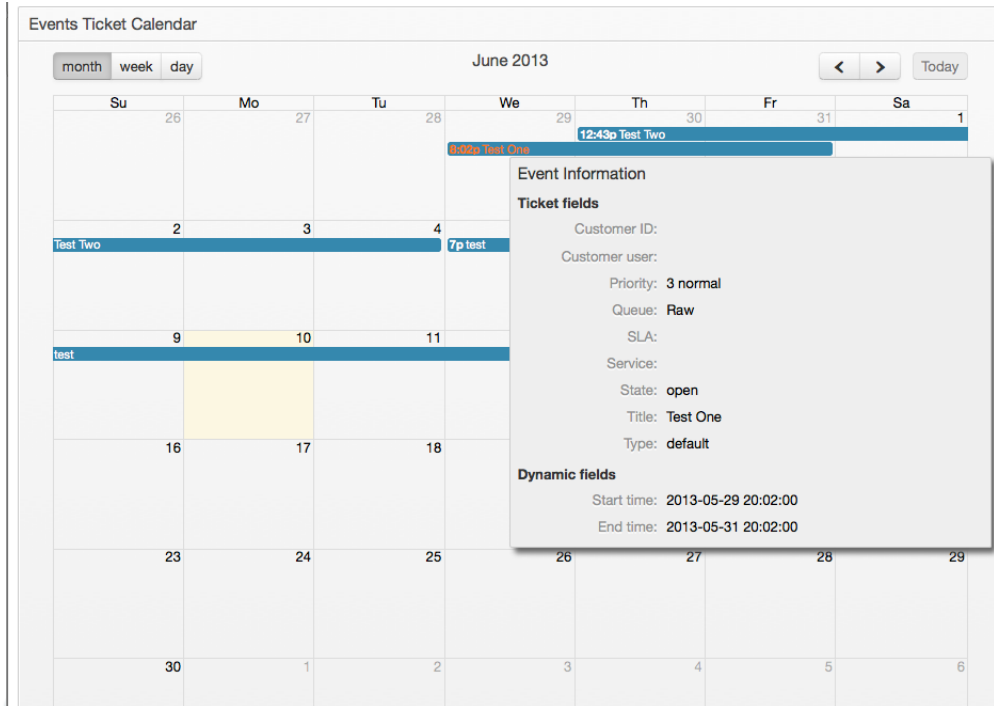 Events Ticket Calendar
month week day June 2013 < > Today
Su Mo Tu We Th Fr Sa
26 27 28 29 30 31 1
12:43p Test Two
8:02p Test One
Event Information
Ticket fields
Customer ID:
Customer user:
Priority: 3 normal
Queue: Raw
SLA:
Service:
State: open
Title: Test One
Type: default
Dynamic fields
Start time: 2013-05-29 20:02:00
End time: 2013-05-31 20:02:00
2 3 4
Test Two 7p test
9 10 11
test
16 17 18
23 24 25 26 27 28 29
30 1 2 3 4 5 6